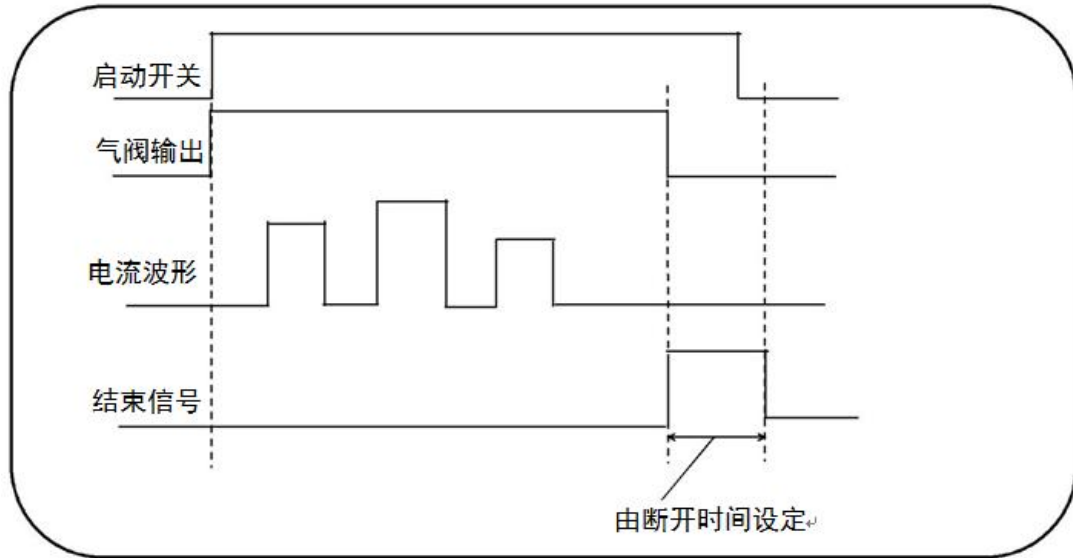 启动开关
气阀输出
电流波形
结束信号
由断开时间设定↵